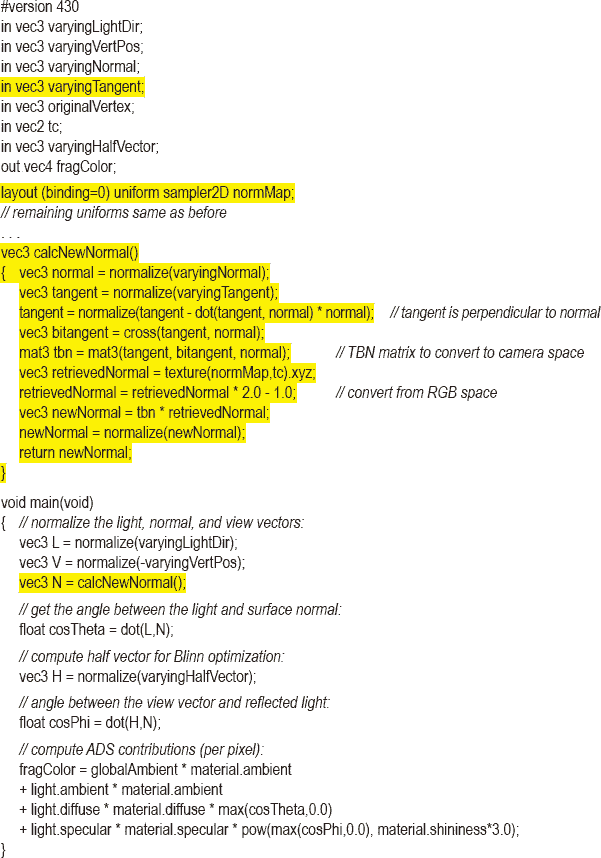 #version 430
in vec3 varyingLightDir;
in vec3 varyingVertPos;
in vec3 varyingNormal;
in vec3 varyingTangent;
in vec3 originalVertex;
in vec2 tc;
in vec3 varyingHalfVector;
out vec4 fragColor;
layout (binding=0) uniform sampler2D normMap;
// remaining uniforms same as before
. . .
vec3 calcNewNormal()
{ vec3 normal = normalize(varyingNormal);
vec3 tangent = normalize(varyingTangent);
tangent = normalize(tangent - dot(tangent, normal) * normal); // tangent is perpendicular to normal
vec3 bitangent = cross(tangent, normal);
mat3 tbn = mat3(tangent, bitangent, normal); // TBN matrix to convert to camera space
vec3 retrievedNormal = texture(normMap,tc).xyz;
retrievedNormal = retrievedNormal * 2.0 - 1.0; // convert from RGB space
vec3 newNormal = tbn * retrievedNormal;
newNormal = normalize(newNormal);
return newNormal;
}
void main(void)
{ // normalize the light, normal, and view vectors:
vec3 L = normalize(varyingLightDir);
vec3 V = normalize(-varyingVertPos);
vec3 N = calcNewNormal();
// get the angle between the light and surface normal:
float cosTheta = dot(L,N);
// compute half vector for Blinn optimization:
vec3 H = normalize(varyingHalfVector);
// angle between the view vector and reflected light:
float cosPhi = dot(H,N);
// compute ADS contributions (per pixel):
fragColor = globalAmbient * material.ambient
+ light.ambient * material.ambient
+ light.diffuse * material.diffuse * max(cosTheta,0.0)
+ light.specular * material.specular * pow(max(cosPhi,0.0), material.shininess*3.0);
}